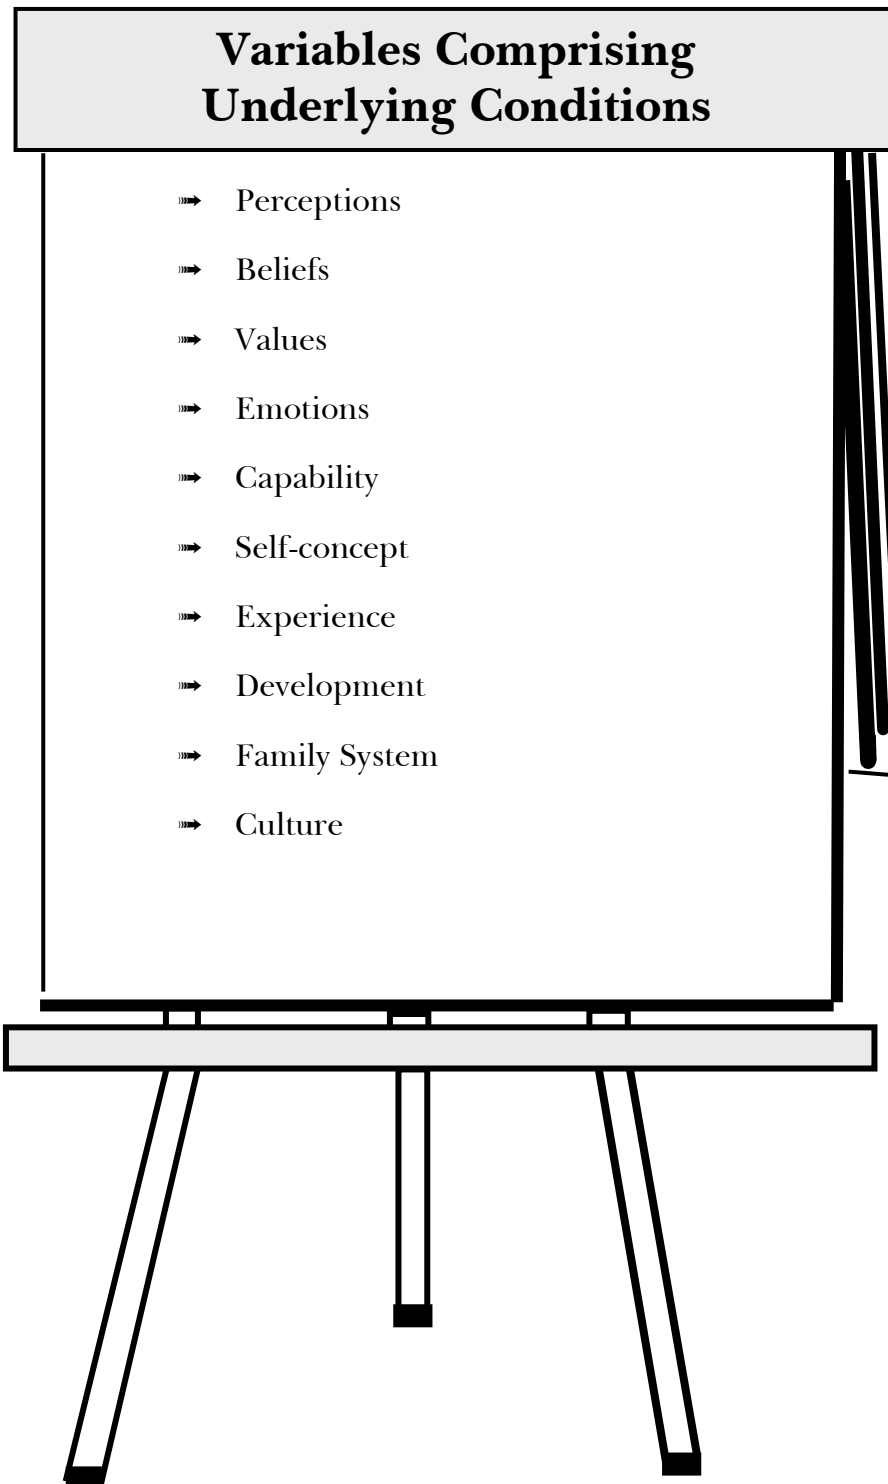 Variables Comprising
Underlying Conditions
➠ Perceptions
➠ Beliefs
➠ Values
➠ Emotions
➠ Capability
➠ Self-concept
➠ Experience
➠ Development
➠ Family System
➠ Culture